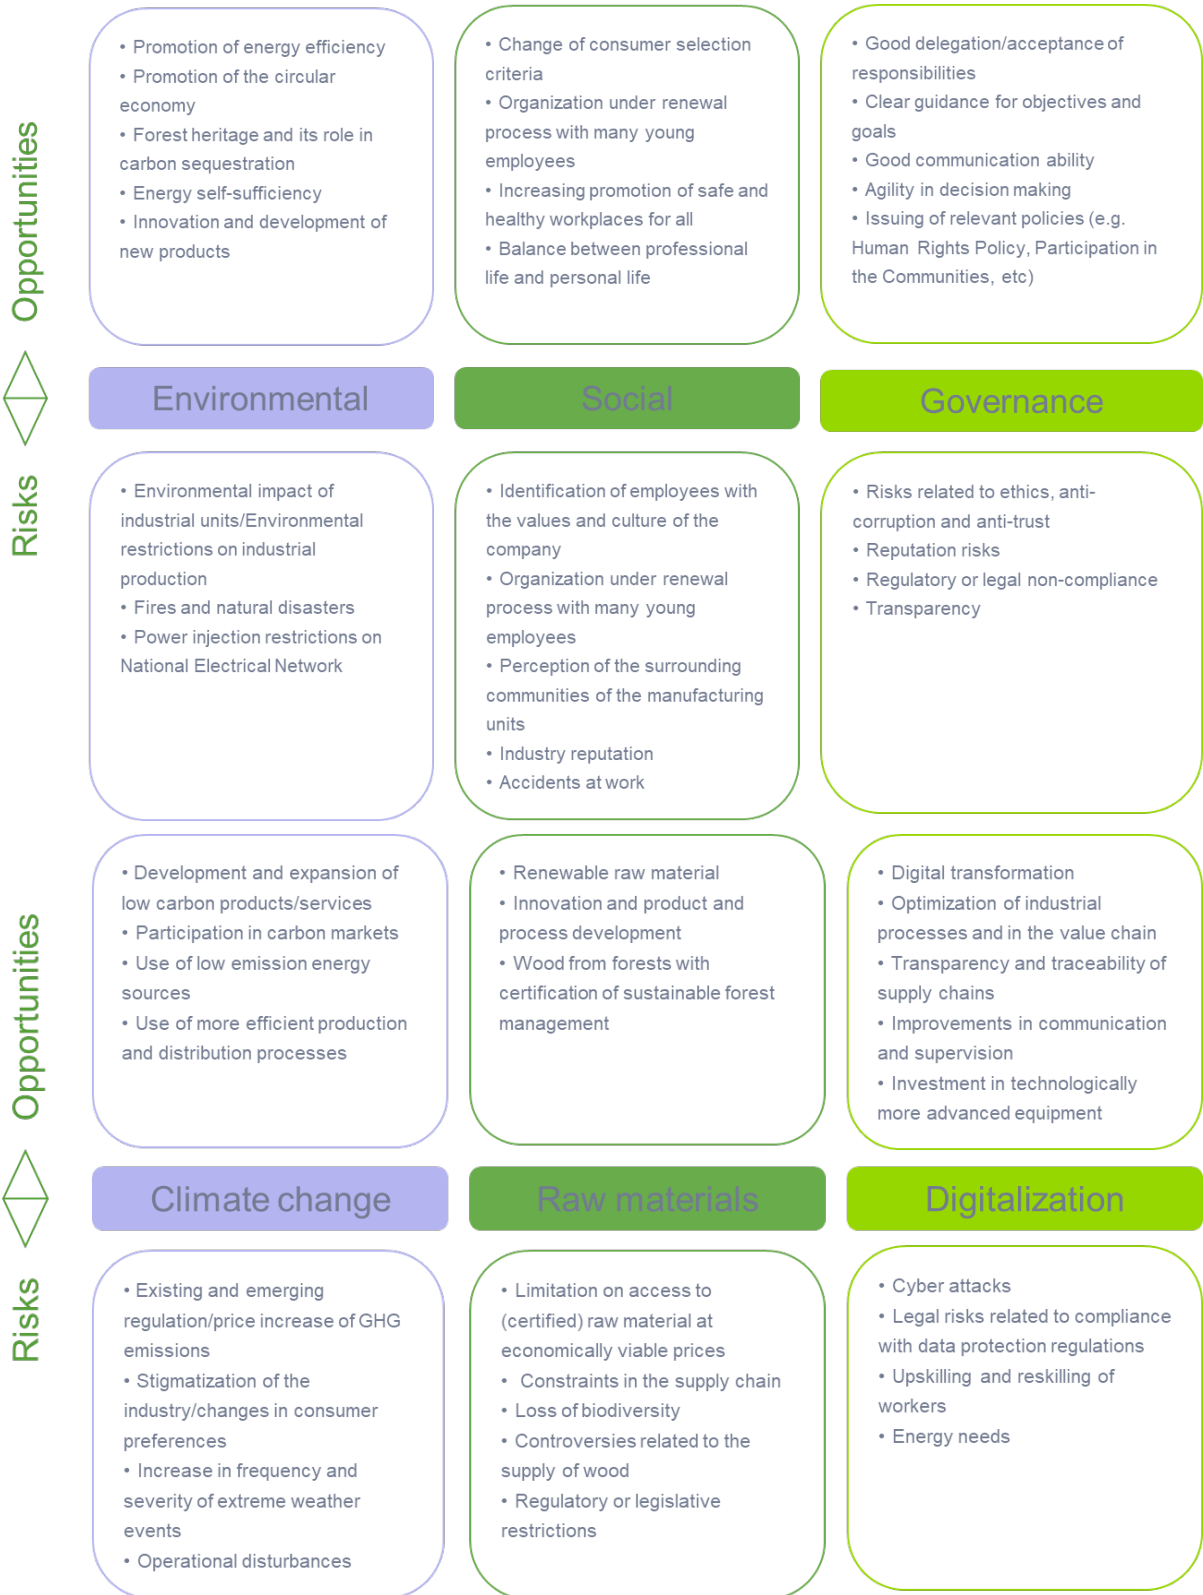 Opportunities
• Promotion of energy efficiency
• Promotion of the circular
economy
• Forest heritage and its role in
carbon sequestration
• Energy self-sufficiency
• Innovation and development of
new products
• Change of consumer selection
criteria
• Organization under renewal
process with many young
employees
• Increasing promotion of safe and
healthy workplaces for all
• Balance between professional
life and personal life
• Good delegation/acceptance of
responsibilities
• Clear guidance for objectives and
goals
• Good communication ability
• Agility in decision making
• Issuing of relevant policies (e.g.
Human Rights Policy, Participation in
the Communities, etc)
Environmental
Social
Governance
Risks
• Environmental impact of
industrial units/Environmental
restrictions on industrial
production
• Fires and natural disasters
• Power injection restrictions on
National Electrical Network
• Identification of employees with
the values and culture of the
company
• Organization under renewal
process with many young
employees
• Perception of the surrounding
communities of the manufacturing
units
• Industry reputation
• Accidents at work
• Risks related to ethics, anti-
corruption and anti-trust
• Reputation risks
• Regulatory or legal non-compliance
• Transparency
Opportunities
• Development and expansion of
low carbon products/services
• Participation in carbon markets
• Use of low emission energy
sources
• Use of more efficient production
and distribution processes
• Renewable raw material
• Innovation and product and
process development
• Wood from forests with
certification of sustainable forest
management
• Digital transformation
• Optimization of industrial
processes and in the value chain
• Transparency and traceability of
supply chains
• Improvements in communication
and supervision
• Investment in technologically
more advanced equipment
Climate change
Raw materials
Digitalization
Risks
• Existing and emerging
regulation/price increase of GHG
emissions
• Stigmatization of the
industry/changes in consumer
preferences
• Increase in frequency and
severity of extreme weather
events
• Operational disturbances
• Limitation on access to
(certified) raw material at
economically viable prices
• Constraints in the supply chain
• Loss of biodiversity
• Controversies related to the
supply of wood
• Regulatory or legislative
restrictions
• Cyber attacks
• Legal risks related to compliance
with data protection regulations
• Upskilling and reskilling of
workers
• Energy needs